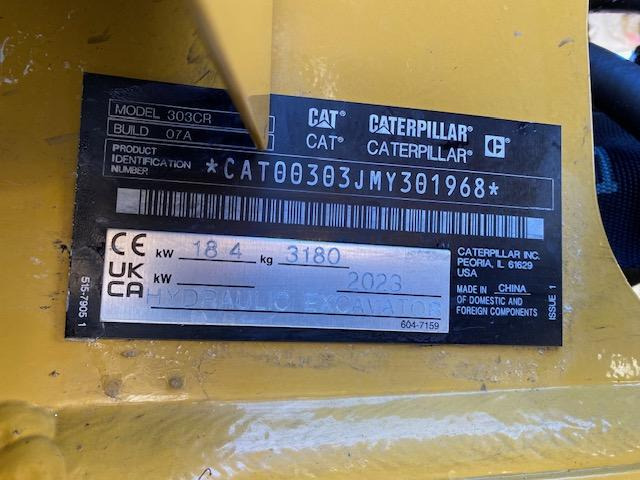 MODEL 303CR
BUILD 07A
CAT® CATERPILLAR® C
CAT® CATERPILLAR®
PRODUCT
IDENTIFICATION
NUMBER
*CAT00303JMY301968*
CE
UK
CA
kW 18.4 kg 3180
kW 2023
HYDRAULIC EXCAVATOR
604-7159
CATERPILLAR INC.
PEORIA, IL 61629
USA
MADE IN CHINA
OF DOMESTIC AND
FOREIGN COMPONENTS
ISSUE 1
515-7905 1